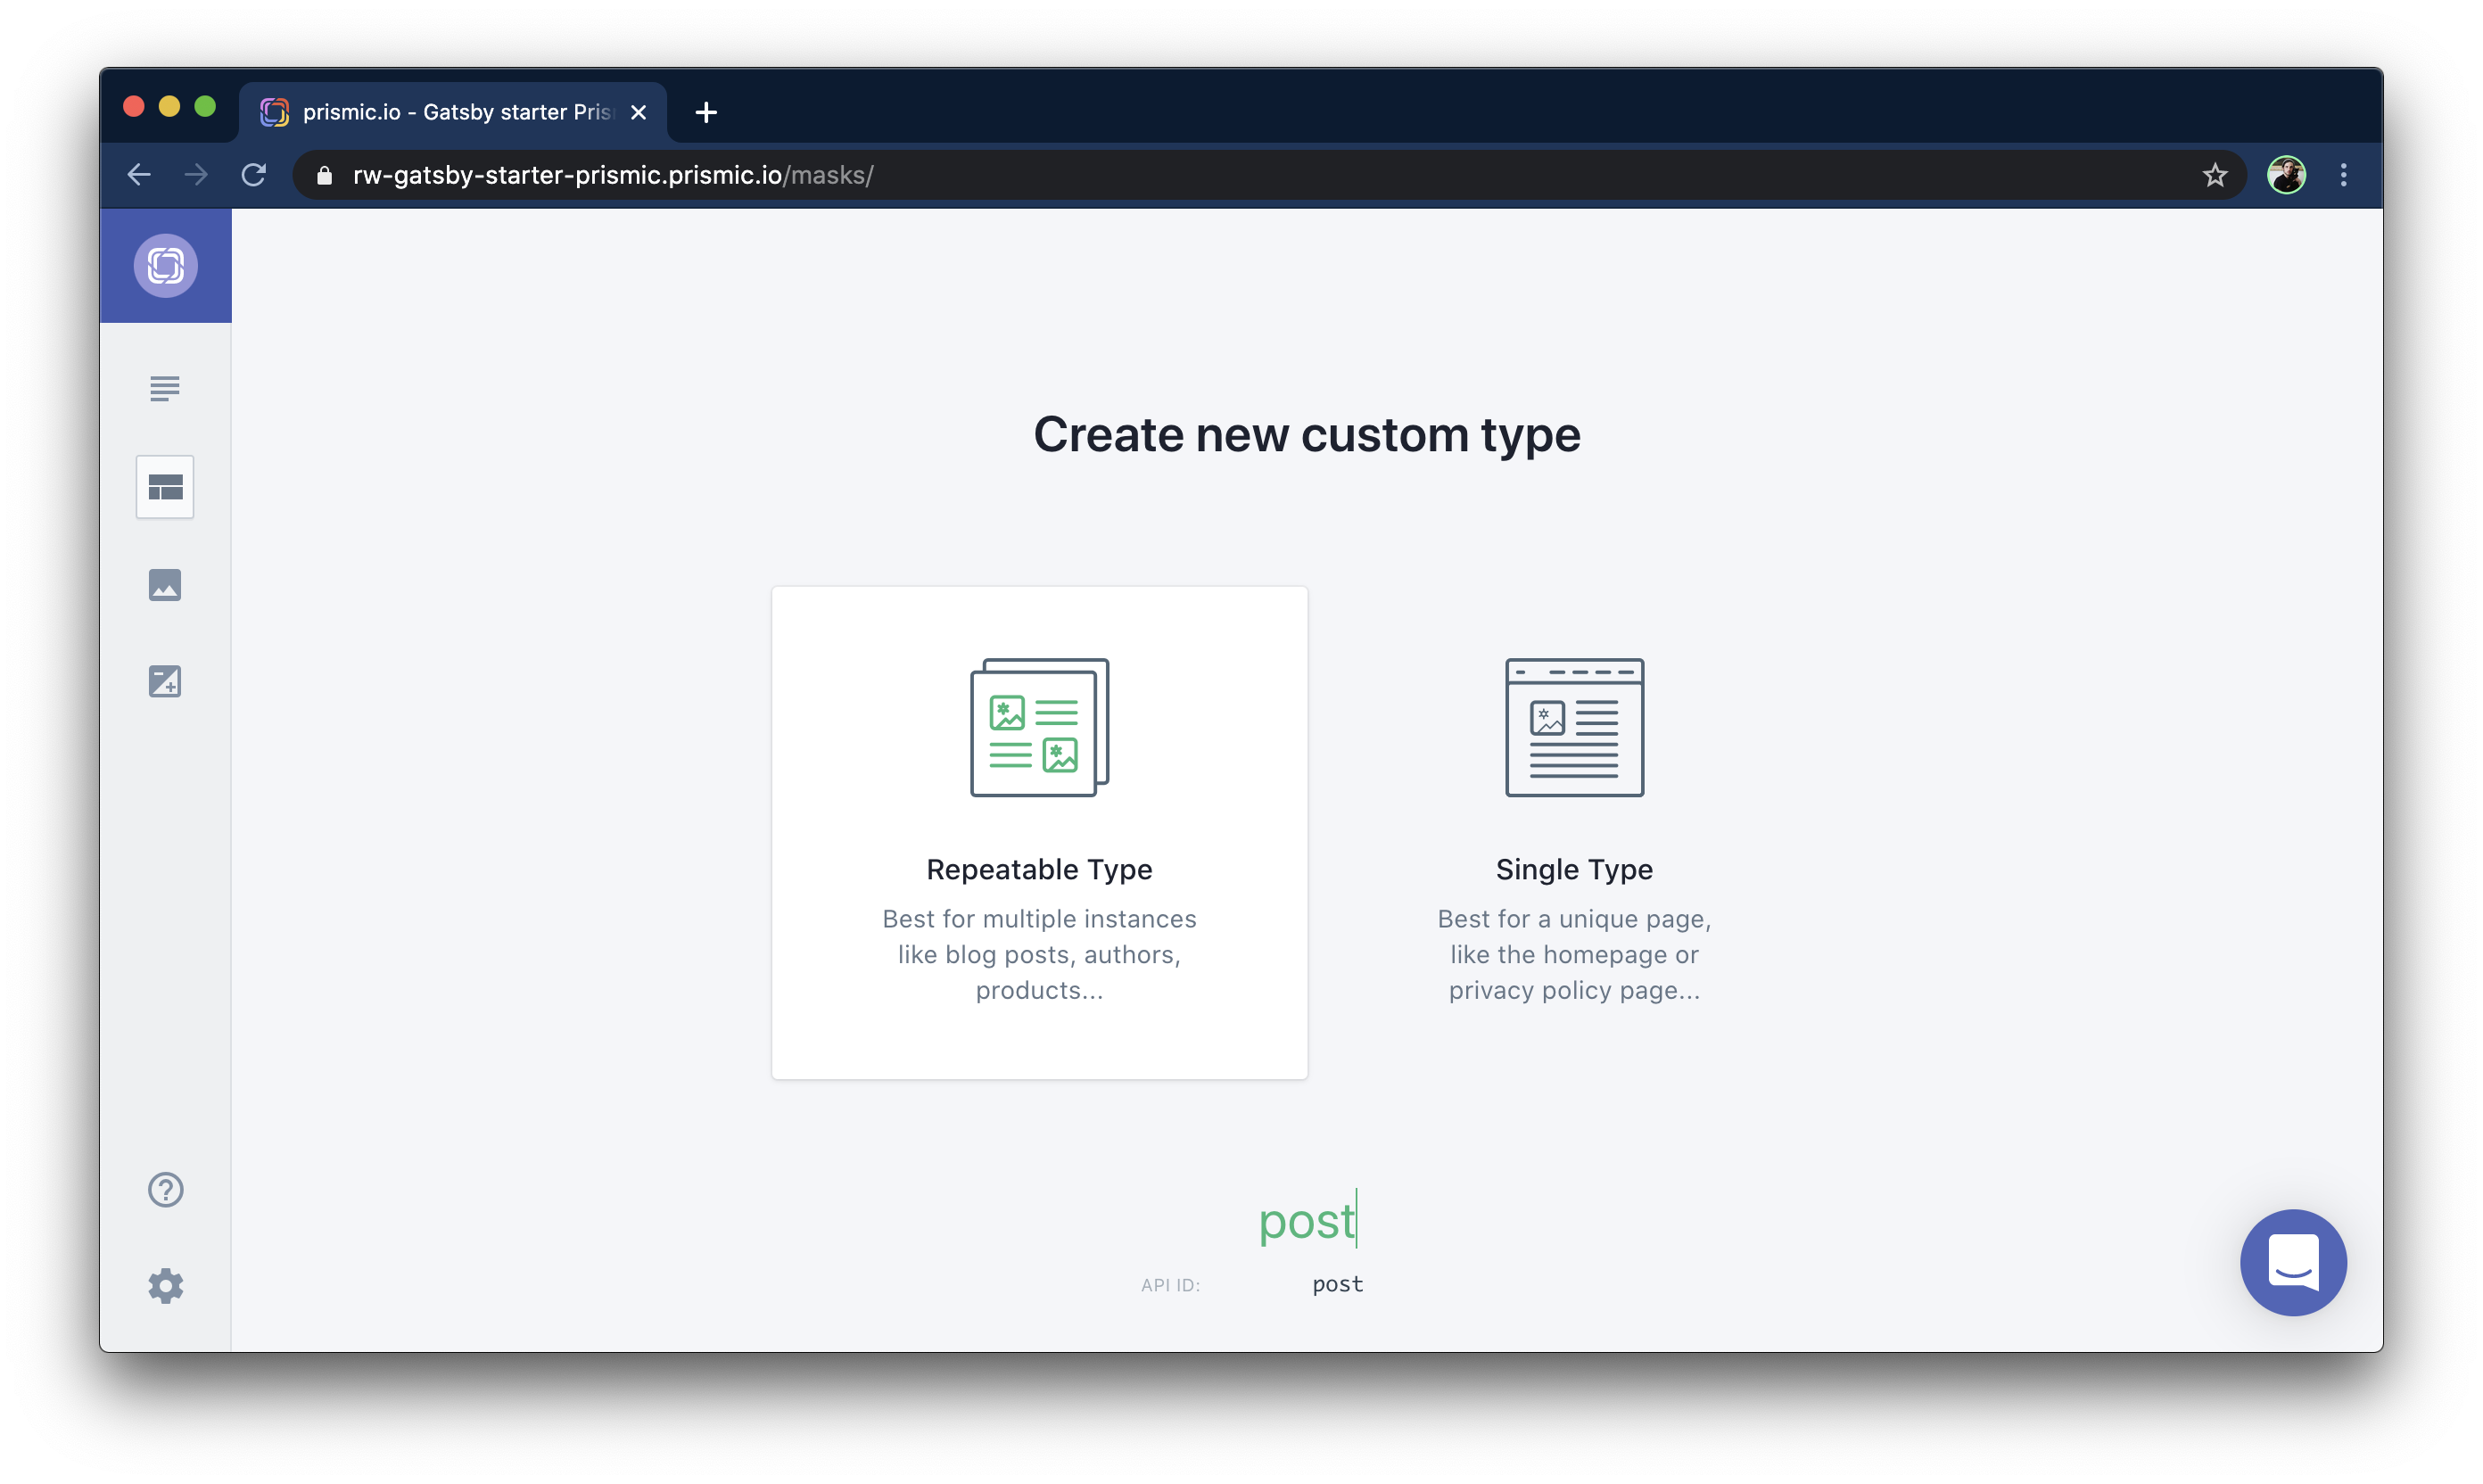 prismic.io - Gatsby starter Pris
rw-gatsby-starter-prismic.prismic.io/masks/
Create new custom type
Repeatable Type
Best for multiple instances
like blog posts, authors,
products...
Single Type
Best for a unique page,
like the homepage or
privacy policy page...
post
API ID: post